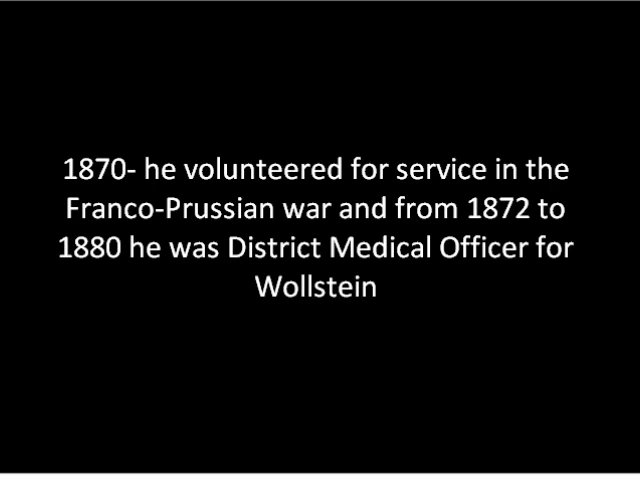 1870- he volunteered for service in the
Franco-Prussian war and from 1872 to
1880 he was District Medical Officer for
Wollstein